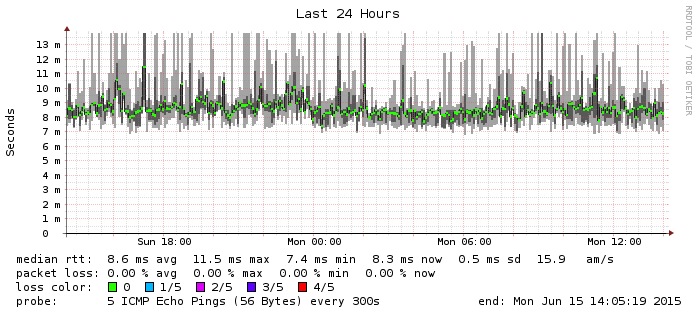 Last 24 Hours
RRDTOOL / TOBI OETIKER
Seconds
13 m
12 m
11 m
10 m
9 m
8 m
7 m
6 m
5 m
4 m
3 m
2 m
1 m
0
Sun 18:00 Mon 00:00 Mon 06:00 Mon 12:00
median rtt: 8.6 ms avg 11.5 ms max 7.4 ms min 8.3 ms now 0.5 ms sd 15.9 am/s
packet loss: 0.00 % avg 0.00 % max 0.00 % min 0.00 % now
loss color: 0 1/5 2/5 3/5 4/5
probe: 5 ICMP Echo Pings (56 Bytes) every 300s end: Mon Jun 15 14:05:19 2015